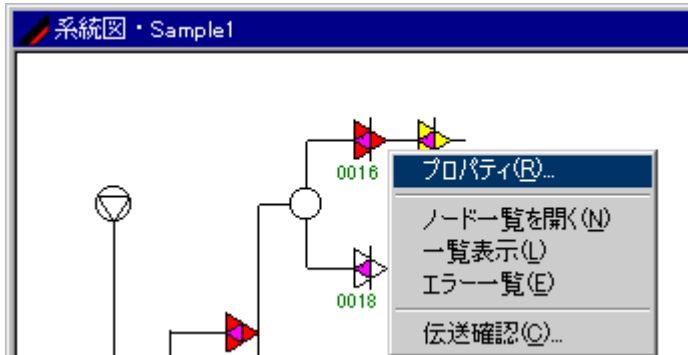 系統図・Sample1
0016
プロパティ(R)...
ノード一覧を開く(N)
一覧表示(L)
エラー一覧(E)
0018
伝送確認(C)...